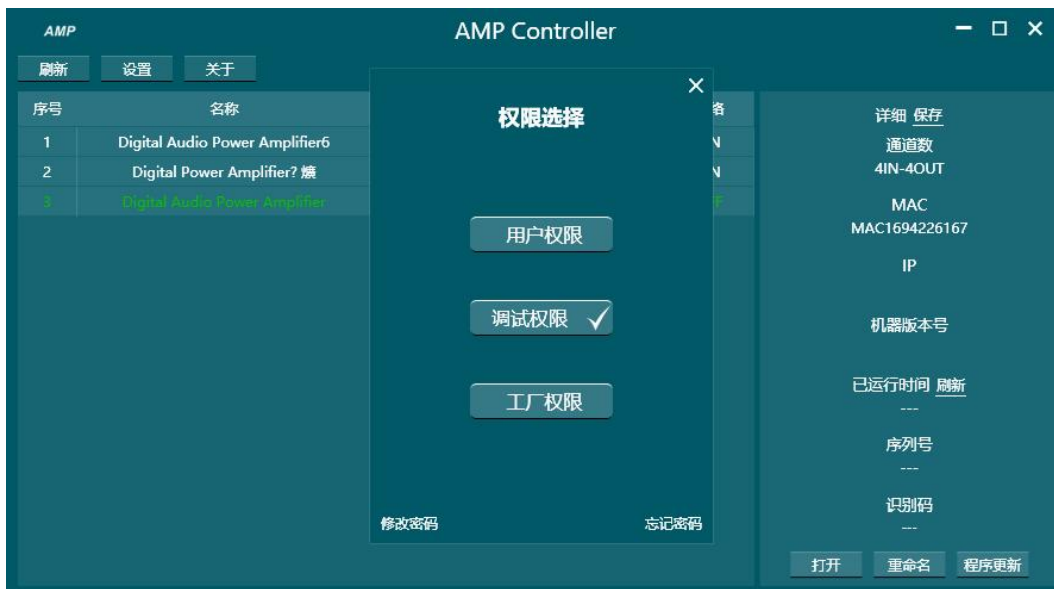 AMP
AMP Controller
刷新 设置 关于
序号 名称 格
1 Digital Audio Power Amplifier6 N
2 Digital Power Amplifier? 爙 N
3 Digital Audio Power Amplifier F
权限选择
用户权限
调试权限
工厂权限
修改密码 忘记密码
详细 保存
通道数
4IN-4OUT
MAC
MAC1694226167
IP
机器版本号
已运行时间 刷新
---
序列号
---
识别码
---
打开 重命名 程序更新